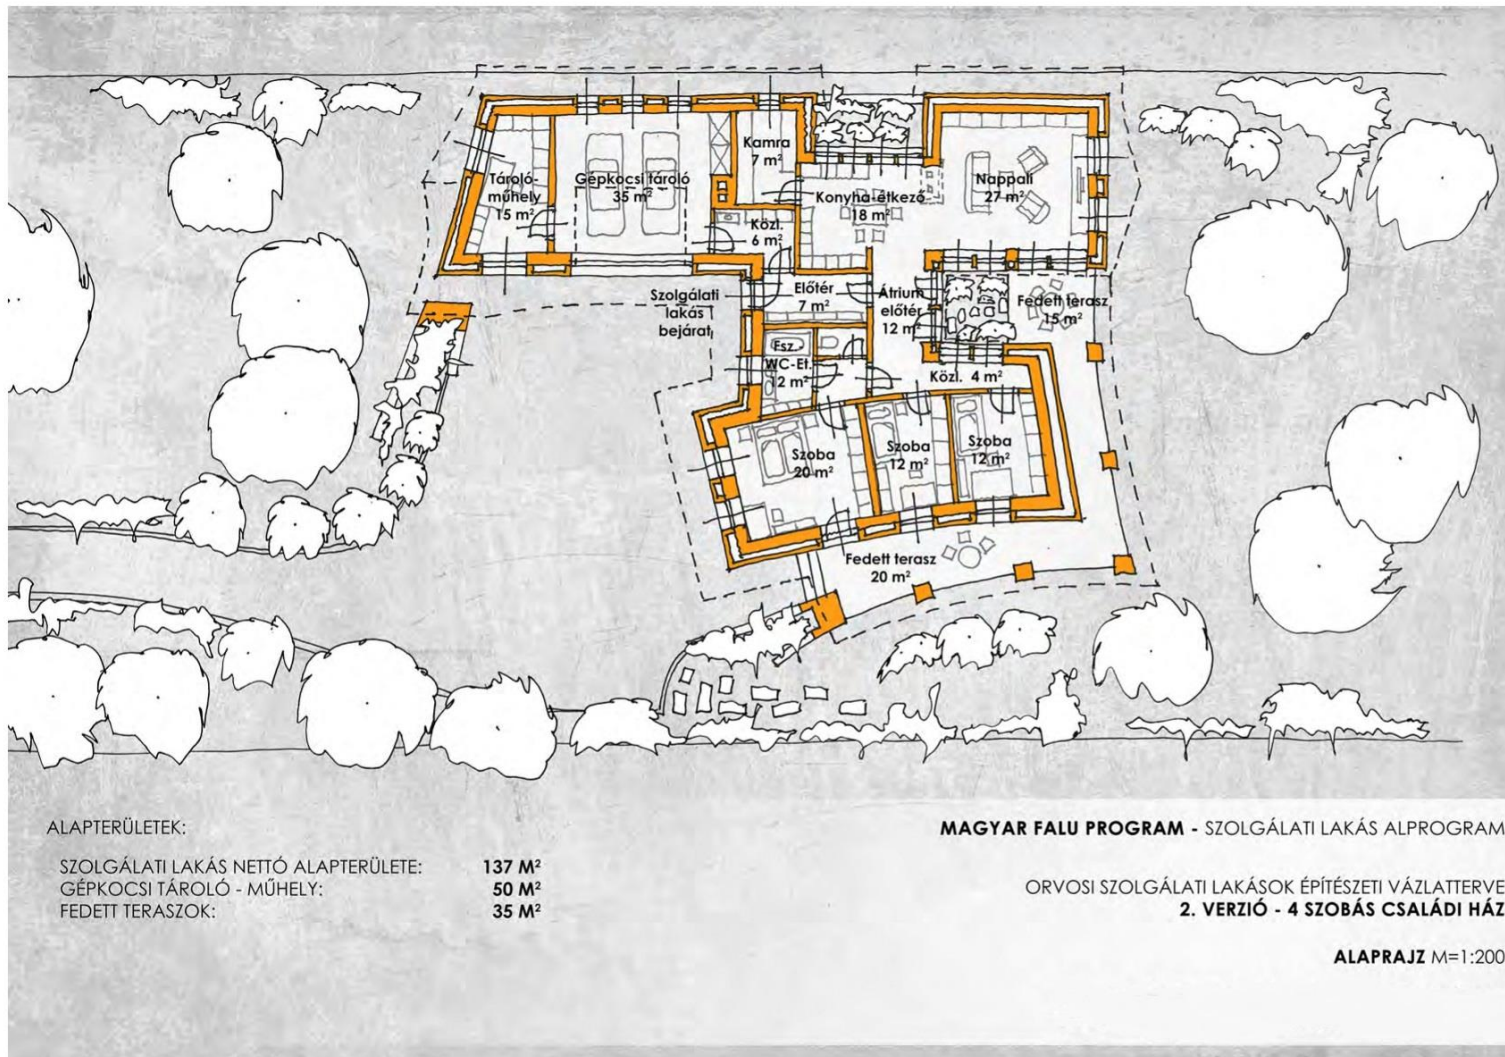 Kamra
7 m²
Tároló-
műhely
15 m²
Gépkocsi tároló
35 m²
Konyha-étkező
18 m²
Nappali
27 m²
Közl.
6 m²
Szolgálati
lakás
bejárat
Előtér
7 m²
Átrium
előtér
12 m²
Fedett terasz
15 m²
Fsz.
WC-Et.
12 m²
Közl. 4 m²
Szoba
20 m²
Szoba
12 m²
Szoba
12 m²
Fedett terasz
20 m²
ALAPTERÜLETEK:
SZOLGÁLATI LAKÁS NETTÓ ALAPTERÜLETE: 137 M²
GÉPKOCSI TÁROLÓ - MŰHELY: 50 M²
FEDETT TERASZOK: 35 M²
MAGYAR FALU PROGRAM - SZOLGÁLATI LAKÁS ALPROGRAM
ORVOSI SZOLGÁLATI LAKÁSOK ÉPÍTÉSZETI VÁZLATTERVE
2. VERZIÓ - 4 SZOBÁS CSALÁDI HÁZ
ALAPRAJZ M=1:200